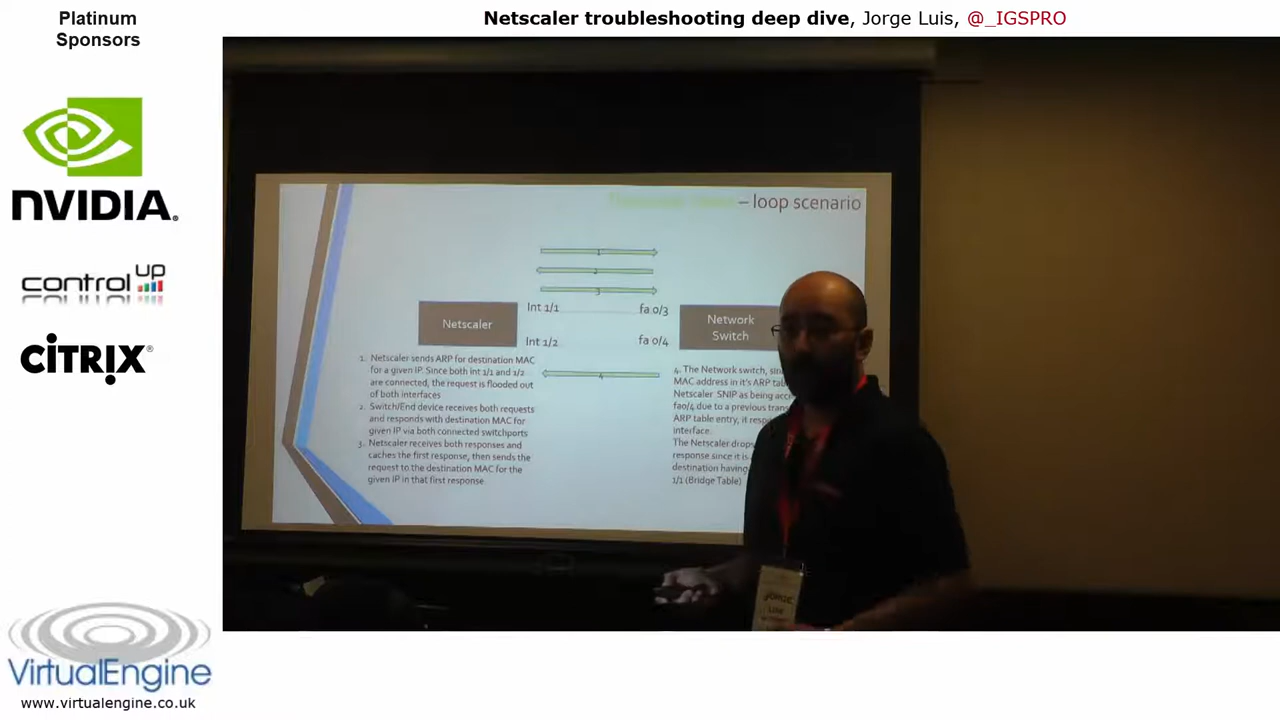 Platinum
Sponsors
Netscaler troubleshooting deep dive, Jorge Luis, @_IGSPRO
NVIDIA.
control up
CİTRIX
VirtualEngine
www.virtualengine.co.uk
– loop scenario
1
2
3
Int 1/1
fa 0/3
Netscaler
Network
Switch
Int 1/2
fa 0/4
4
1. Netscaler sends ARP for destination MAC
for a given IP. Since both int 1/1 and 1/2
are connected, the request is flooded out
of both interfaces
2. Switch/End device receives both requests
and responds with destination MAC for
given IP via both connected switchports
3. Netscaler receives both responses and
caches the first response, then sends the
request to the destination MAC for the
given IP in that first response.
4. The Network switch,
MAC address in it's ARP
Netscaler SNIP as being
fa0/4 due to a previous
ARP table entry, it
interface.
The Netscaler drops
response since it is
destination having
1/1 (Bridge Table)
JORGE